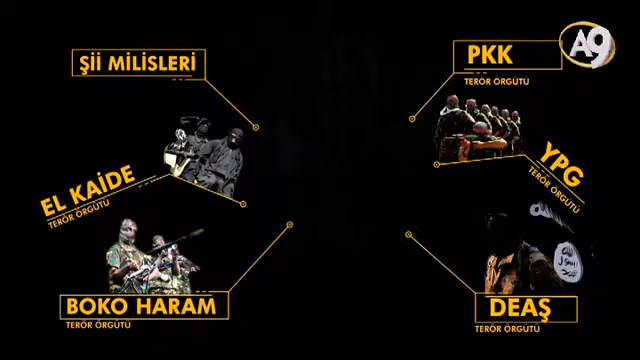 Şİİ MİLİSLERİ
PKK
TERÖR ÖRGÜTÜ
A9
EL KAİDE
TERÖR ÖRGÜTÜ
YPG
TERÖR ÖRGÜTÜ
BOKO HARAM
TERÖR ÖRGÜTÜ
DEAŞ
TERÖR ÖRGÜTÜ